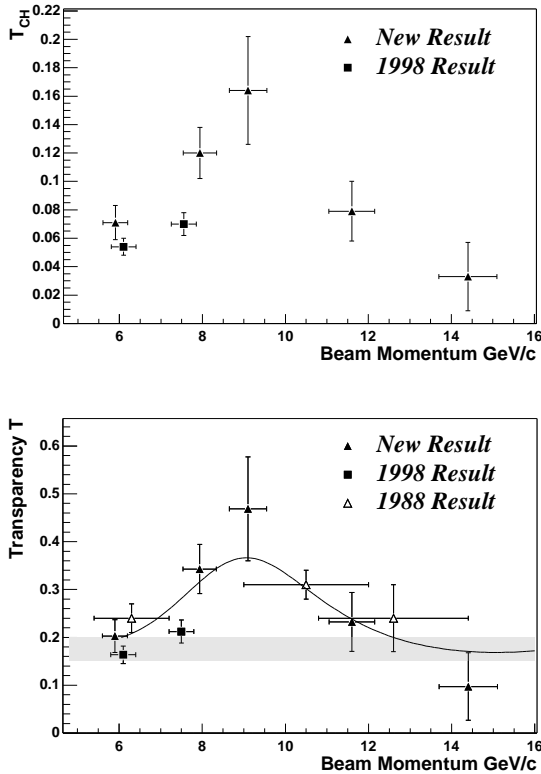 T_CH
0.22
0.2
0.18
0.16
0.14
0.12
0.1
0.08
0.06
0.04
0.02
0
New Result
1998 Result
6 8 10 12 14 16
Beam Momentum GeV/c
Transparency T
0.6
0.5
0.4
0.3
0.2
0.1
0
New Result
1998 Result
1988 Result
6 8 10 12 14 16
Beam Momentum GeV/c